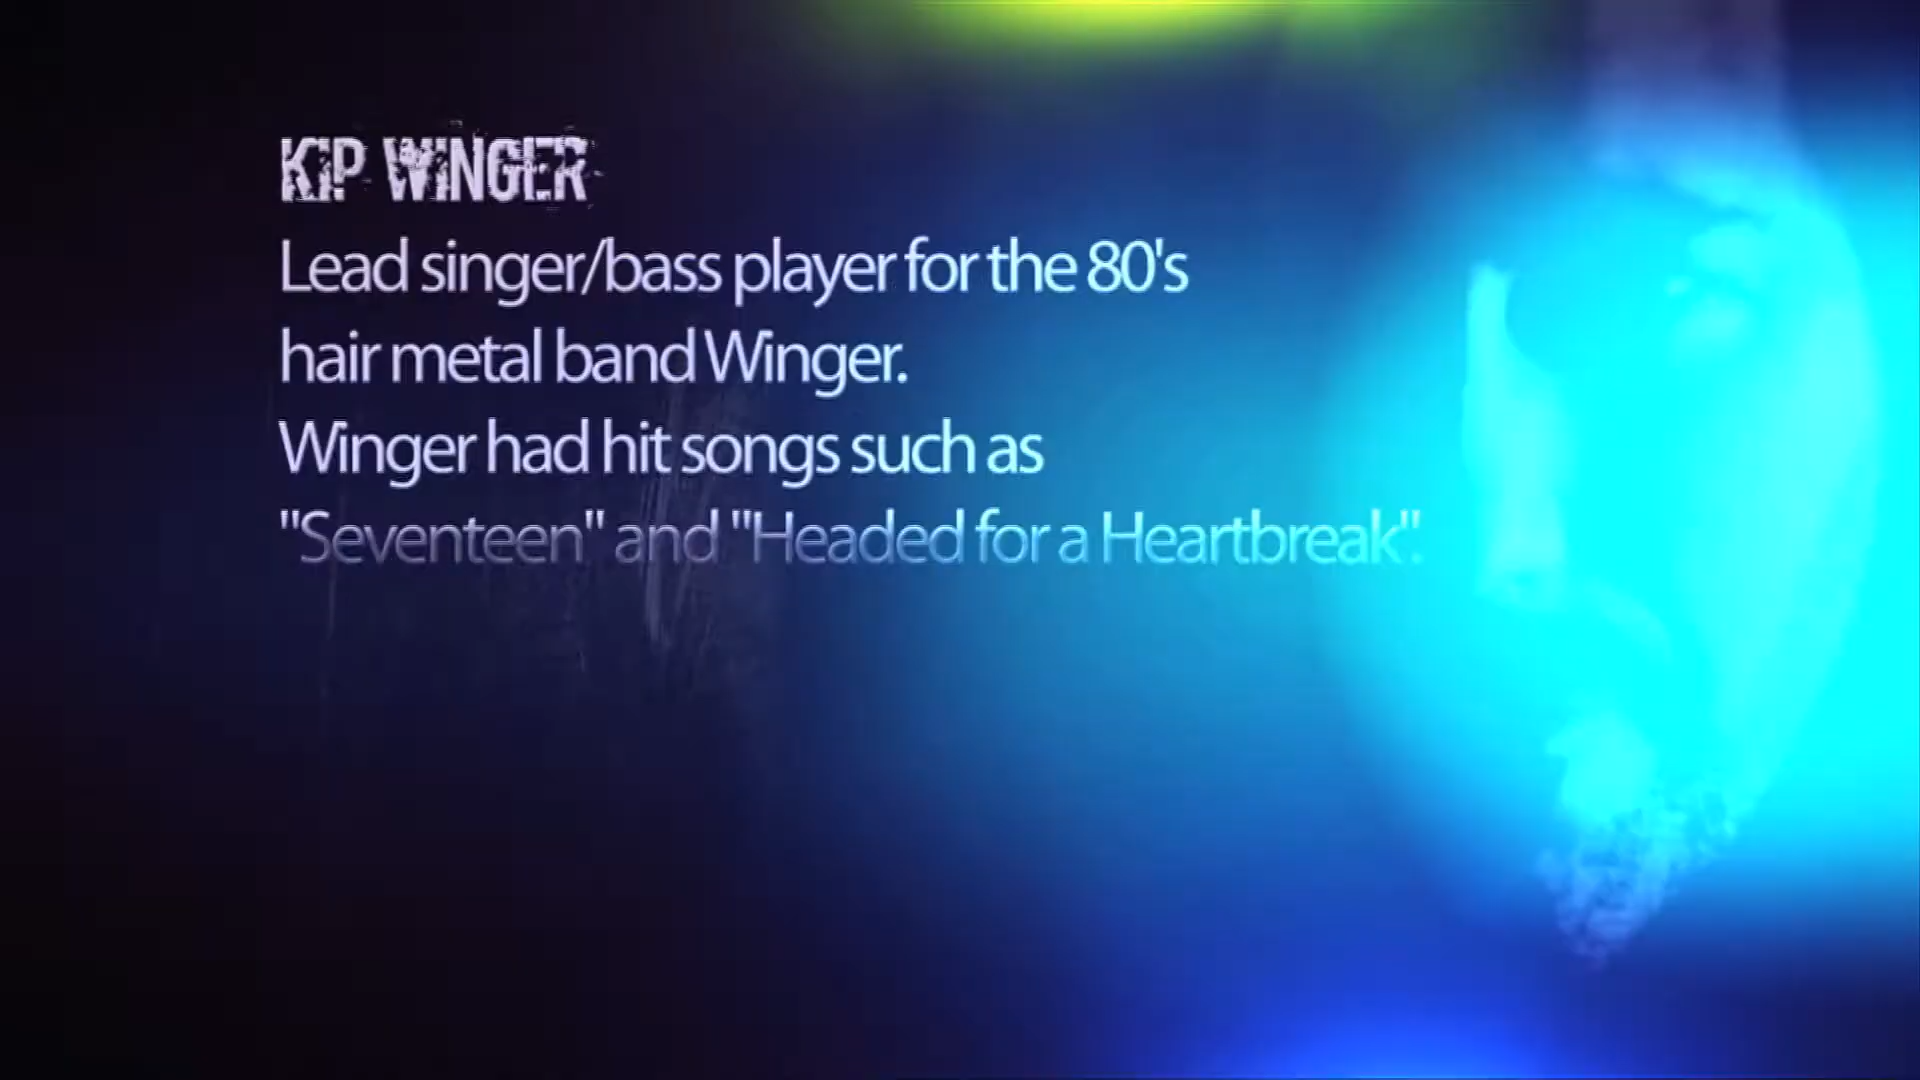 KIP WINGER
Lead singer/bass player for the 80's
hair metal band Winger.
Winger had hit songs such as
"Seventeen" and "Headed for a Heartbreak".